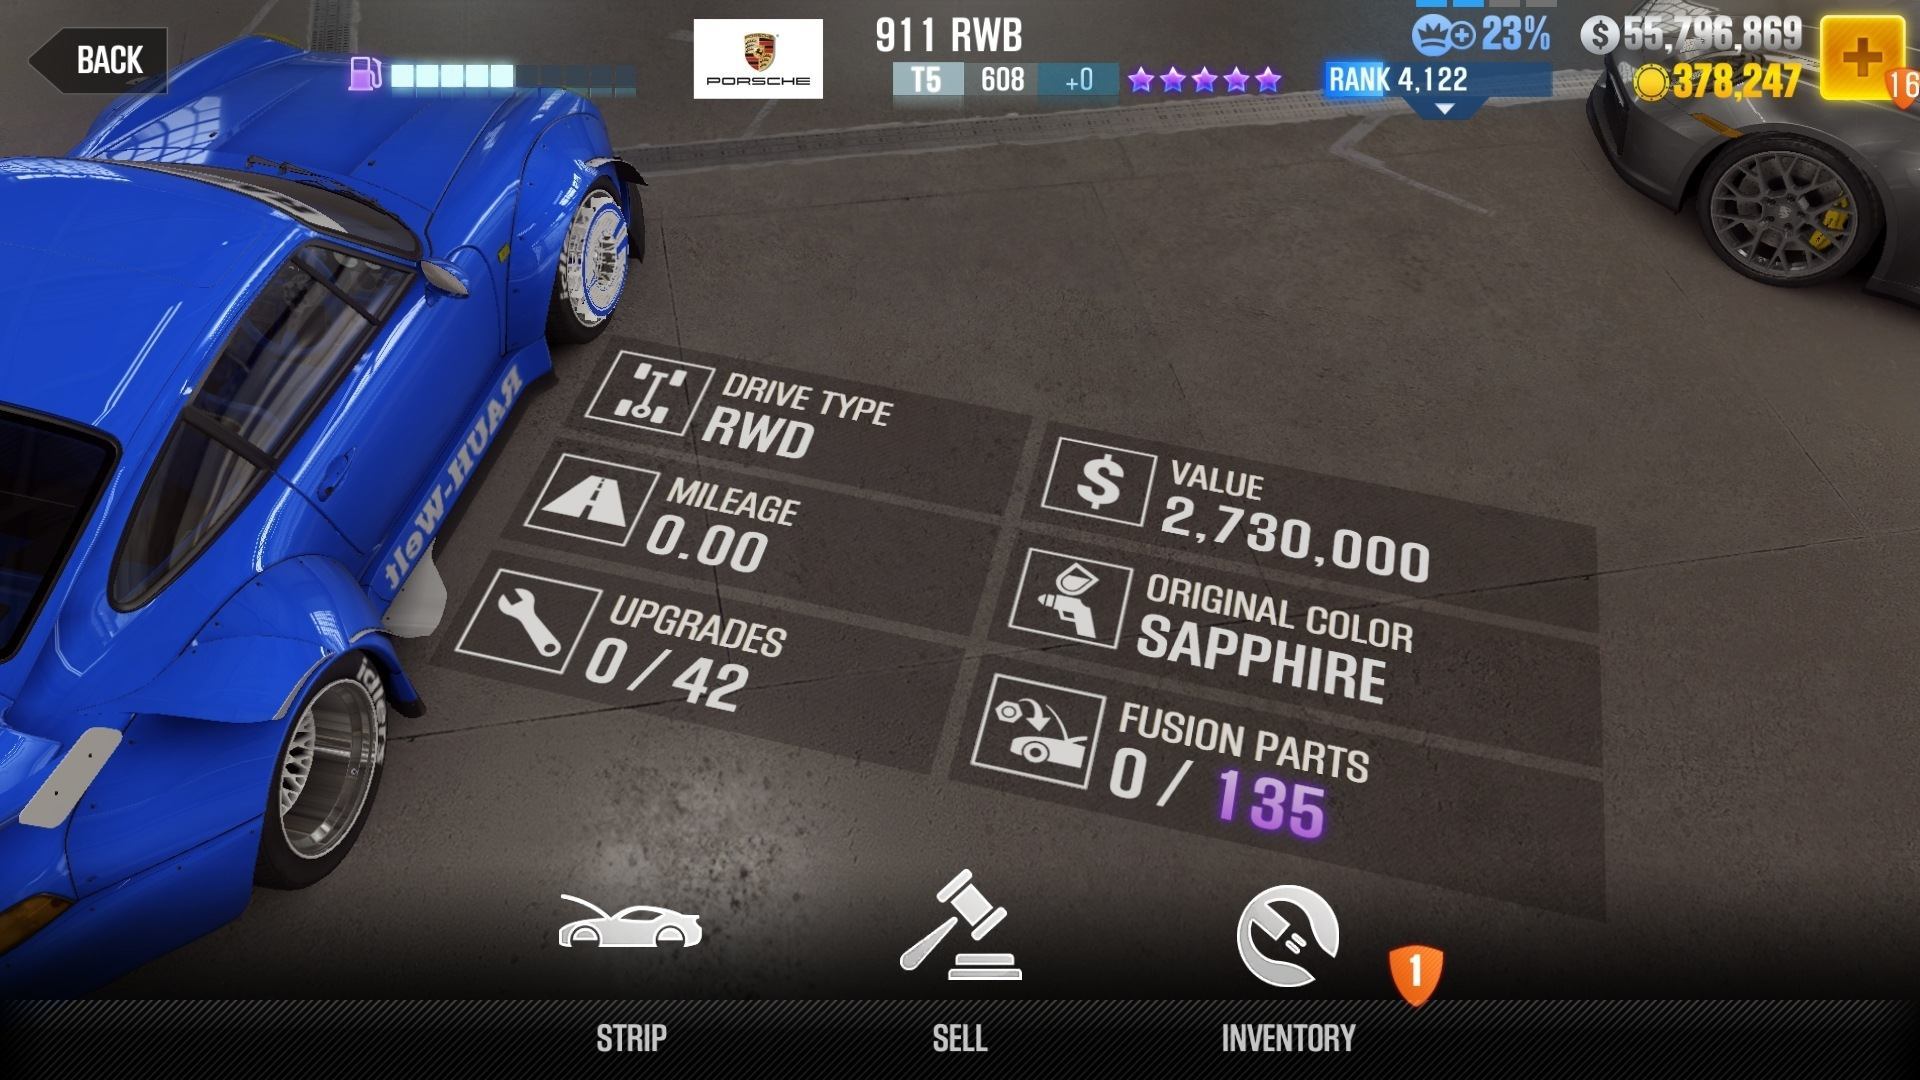 BACK
PORSCHE
911 RWB
T5 608 +0
23%
RANK 4,122
55,796,869
378,247
16
DRIVE TYPE
RWD
MILEAGE
0.00
UPGRADES
0 / 42
VALUE
2,730,000
ORIGINAL COLOR
SAPPHIRE
FUSION PARTS
0 / 135
RAUH-Welt
STRIP
SELL
INVENTORY
1